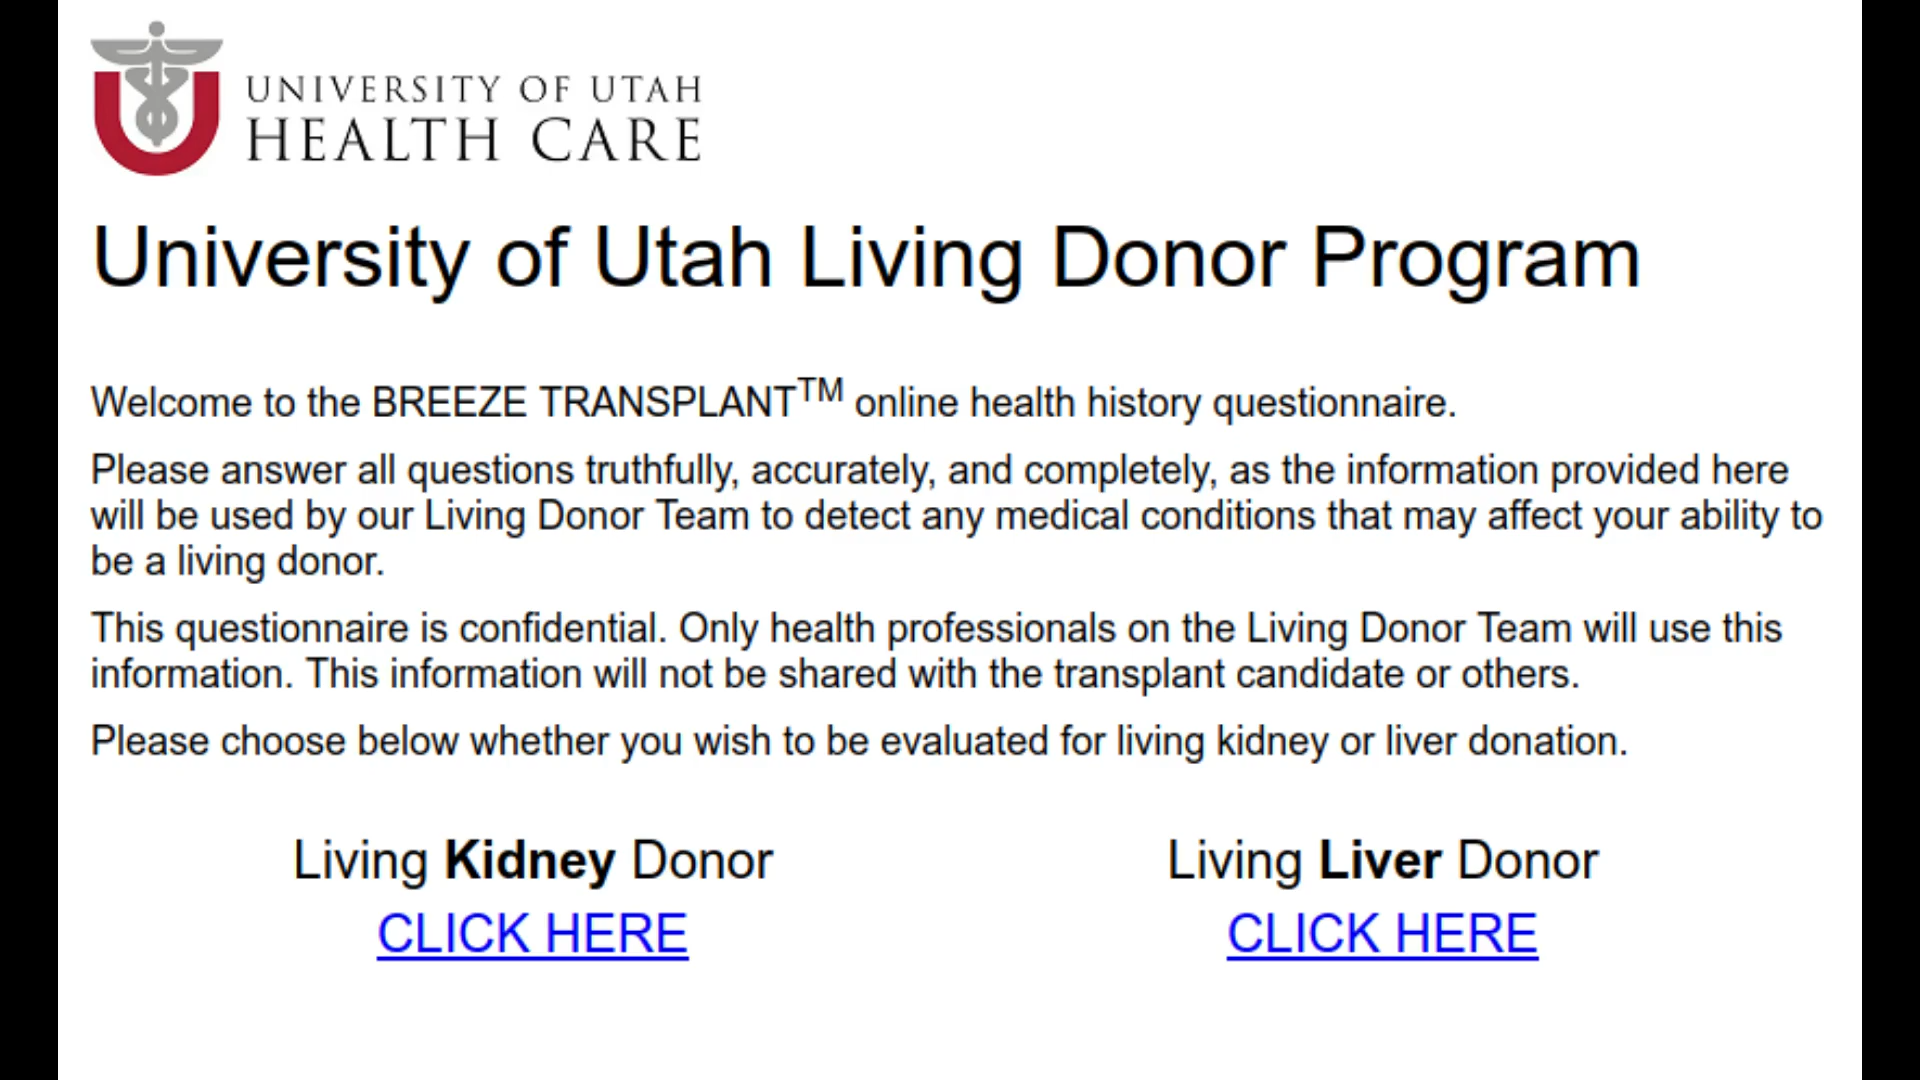 UNIVERSITY OF UTAH
HEALTH CARE
University of Utah Living Donor Program
Welcome to the BREEZE TRANSPLANT™ online health history questionnaire.
Please answer all questions truthfully, accurately, and completely, as the information provided here
will be used by our Living Donor Team to detect any medical conditions that may affect your ability to
be a living donor.
This questionnaire is confidential. Only health professionals on the Living Donor Team will use this
information. This information will not be shared with the transplant candidate or others.
Please choose below whether you wish to be evaluated for living kidney or liver donation.
Living Kidney Donor
CLICK HERE
Living Liver Donor
CLICK HERE